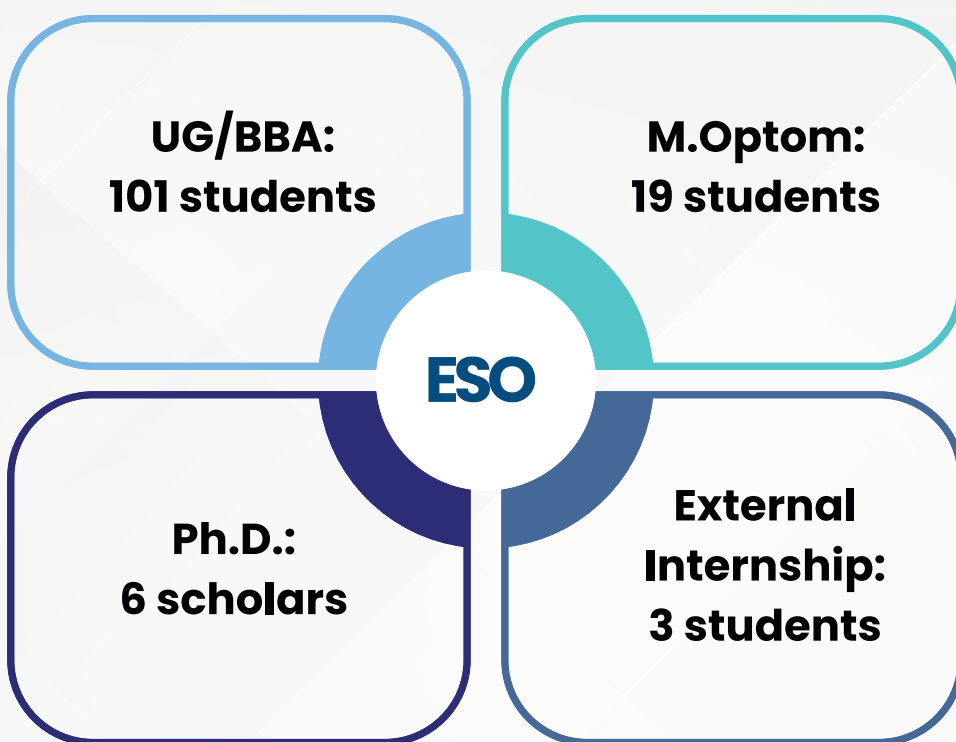 UG/BBA:
101 students
M.Optom:
19 students
ESO
Ph.D.:
6 scholars
External
Internship:
3 students